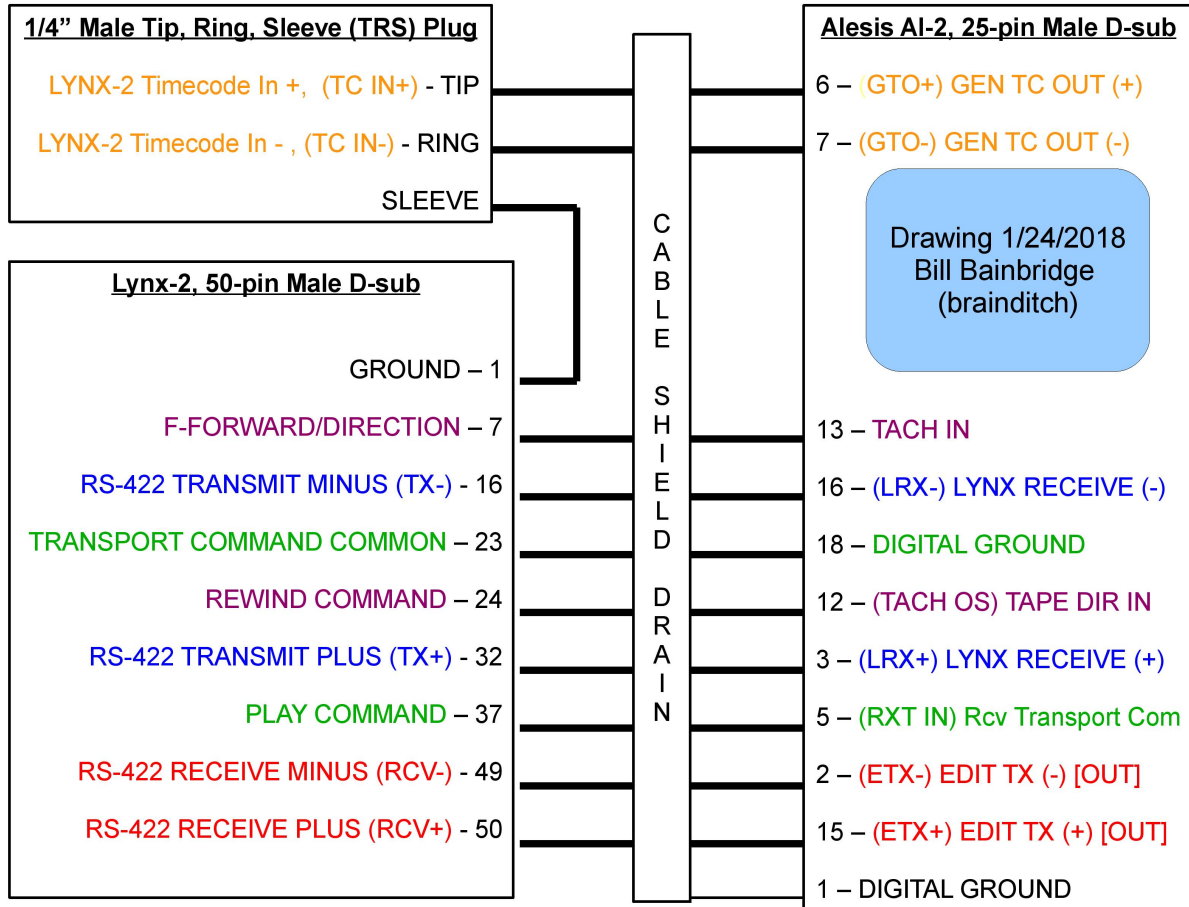 1/4” Male Tip, Ring, Sleeve (TRS) Plug
LYNX-2 Timecode In +, (TC IN+) - TIP
LYNX-2 Timecode In - , (TC IN-) - RING
SLEEVE
Lynx-2, 50-pin Male D-sub
GROUND – 1
F-FORWARD/DIRECTION – 7
RS-422 TRANSMIT MINUS (TX-) - 16
TRANSPORT COMMAND COMMON – 23
REWIND COMMAND – 24
RS-422 TRANSMIT PLUS (TX+) - 32
PLAY COMMAND – 37
RS-422 RECEIVE MINUS (RCV-) - 49
RS-422 RECEIVE PLUS (RCV+) - 50
CABLE SHIELD DRAIN
Alesis AI-2, 25-pin Male D-sub
6 – (GTO+) GEN TC OUT (+)
7 – (GTO-) GEN TC OUT (-)
Drawing 1/24/2018
Bill Bainbridge
(brainditch)
13 – TACH IN
16 – (LRX-) LYNX RECEIVE (-)
18 – DIGITAL GROUND
12 – (TACH OS) TAPE DIR IN
3 – (LRX+) LYNX RECEIVE (+)
5 – (RXT IN) Rcv Transport Com
2 – (ETX-) EDIT TX (-) [OUT]
15 – (ETX+) EDIT TX (+) [OUT]
1 – DIGITAL GROUND